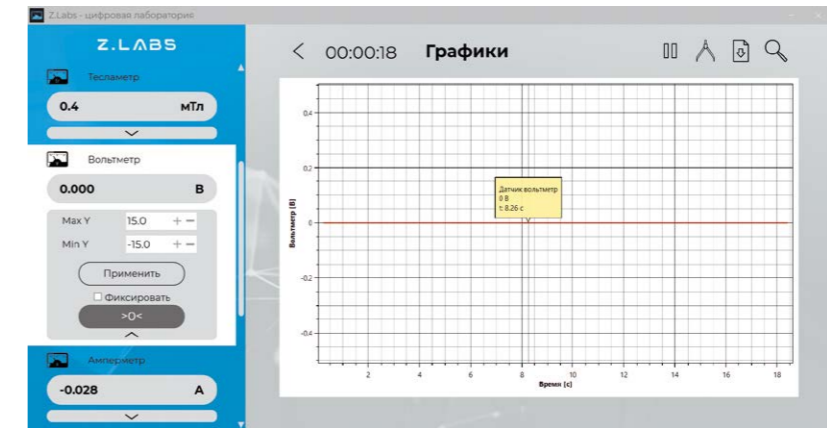 Z.Labs - цифровая лаборатория
Z.LABS
Тесламетр
0.4 мТл
Вольтметр
0.000 В
Max Y 15.0 + −
Min Y -15.0 + −
Применить
Фиксировать
>0<
Амперметр
-0.028 А
00:00:18 Графики
0,4
0,2
0
-0,2
-0,4
Вольтметр [В]
Датчик вольтметр
0 В
t: 8.26 с
2 4 6 8 10 12 14 16 18
Время [с]